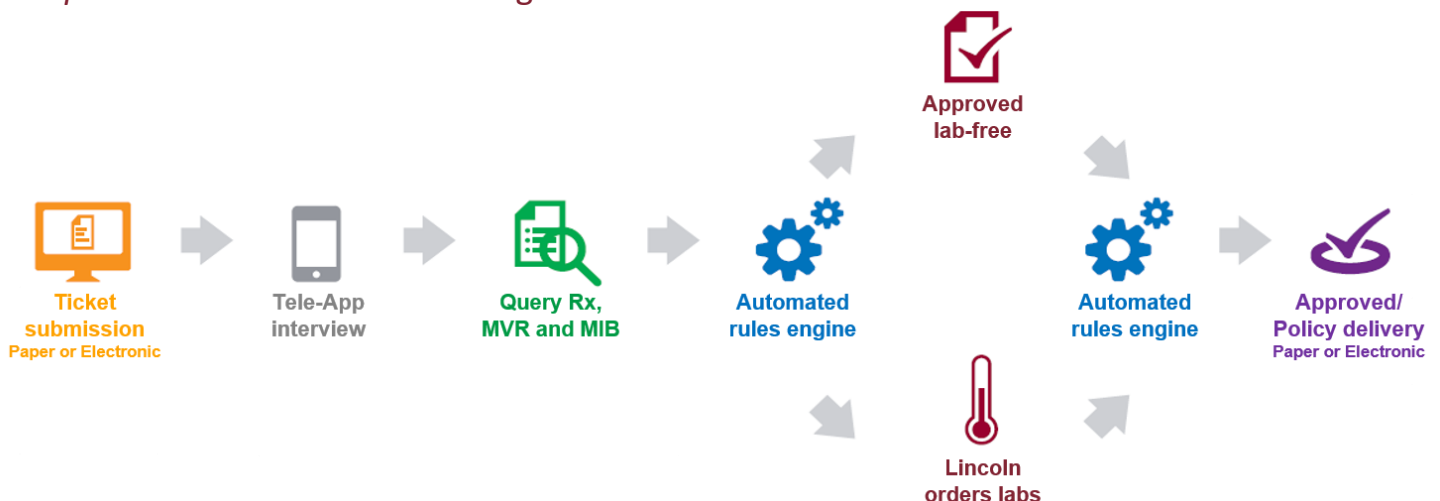 Approved
lab-free
Ticket
submission
Paper or Electronic
Tele-App
interview
Query Rx,
MVR and MIB
Automated
rules engine
Automated
rules engine
Approved/
Policy delivery
Paper or Electronic
Lincoln
orders labs